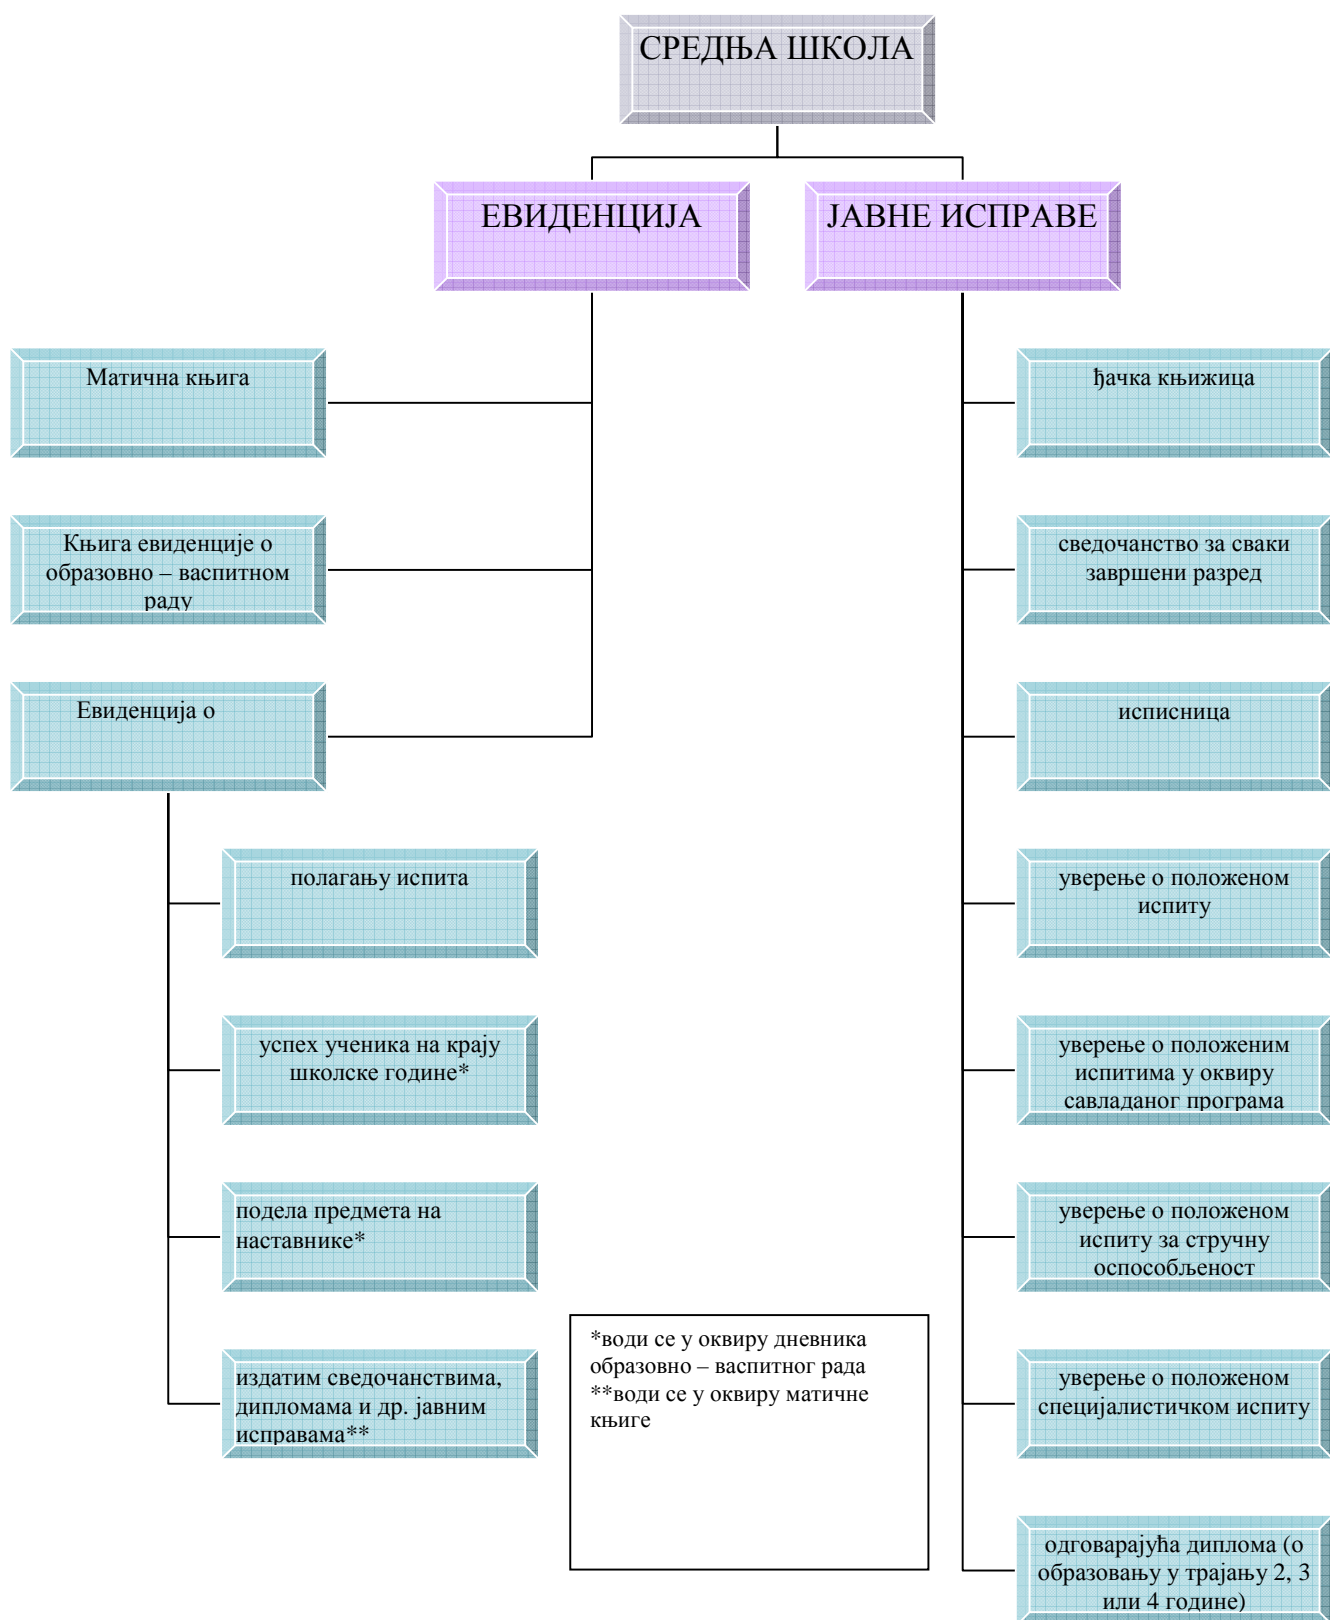 СРЕДЊА ШКОЛА
ЕВИДЕНЦИЈА
ЈАВНЕ ИСПРАВЕ
Матична књига
Књига евиденције о
образовно – васпитном
раду
Евиденција о
полагању испита
успех ученика на крају
школске године*
подела предмета на
наставнике*
издатим сведочанствима,
дипломама и др. јавним
исправама**
*води се у оквиру дневника
образовно – васпитног рада
**води се у оквиру матичне
књиге
ђачка књижица
сведочанство за сваки
завршени разред
исписница
уверење о положеном
испиту
уверење о положеним
испитима у оквиру
савладаног програма
уверење о положеном
испиту за стручну
оспособљеност
уверење о положеном
специјалистичком испиту
одговарајућа диплома (о
образовању у трајању 2, 3
или 4 године)